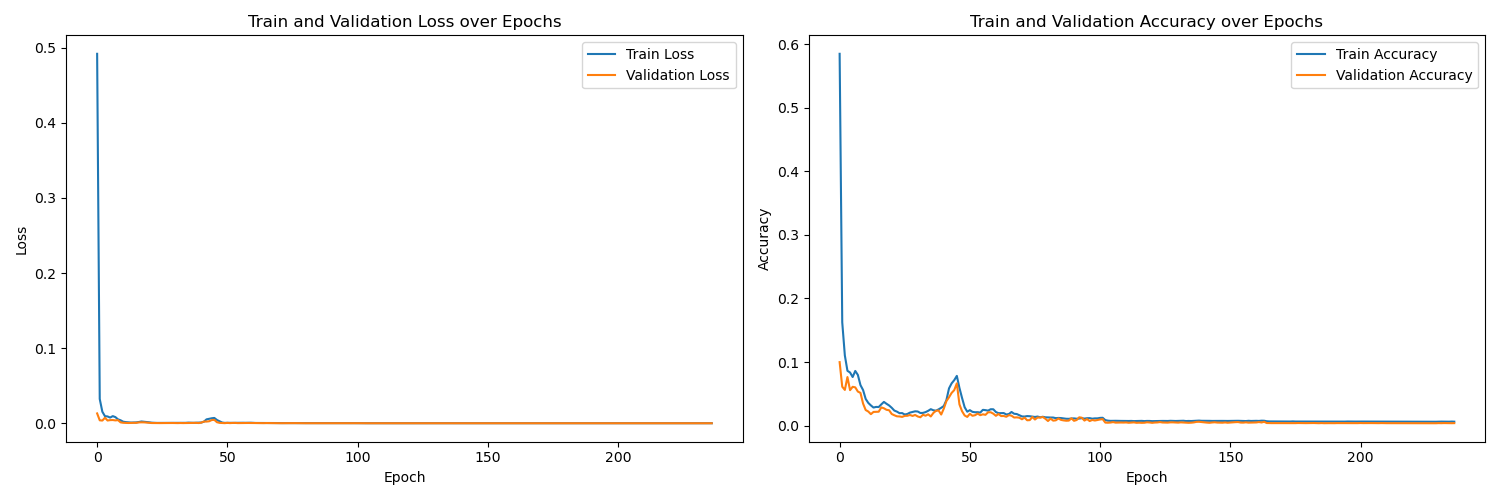 Train and Validation Loss over Epochs
0.5
0.4
0.3
0.2
0.1
0.0
Loss
0
50
100
150
200
Epoch
Train Loss
Validation Loss
Train and Validation Accuracy over Epochs
0.6
0.5
0.4
0.3
0.2
0.1
0.0
Accuracy
0
50
100
150
200
Epoch
Train Accuracy
Validation Accuracy